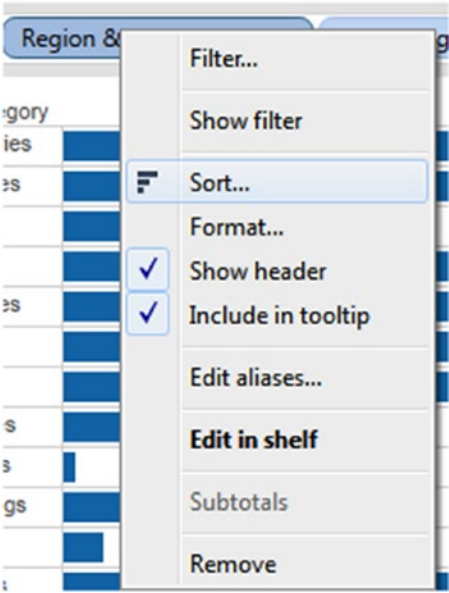 Region &
Filter...
gory
Show filter
ies
es
Sort...
Format...
Show header
es
Include in tooltip
Edit aliases...
s
Edit in shelf
s
gs
Subtotals
Remove